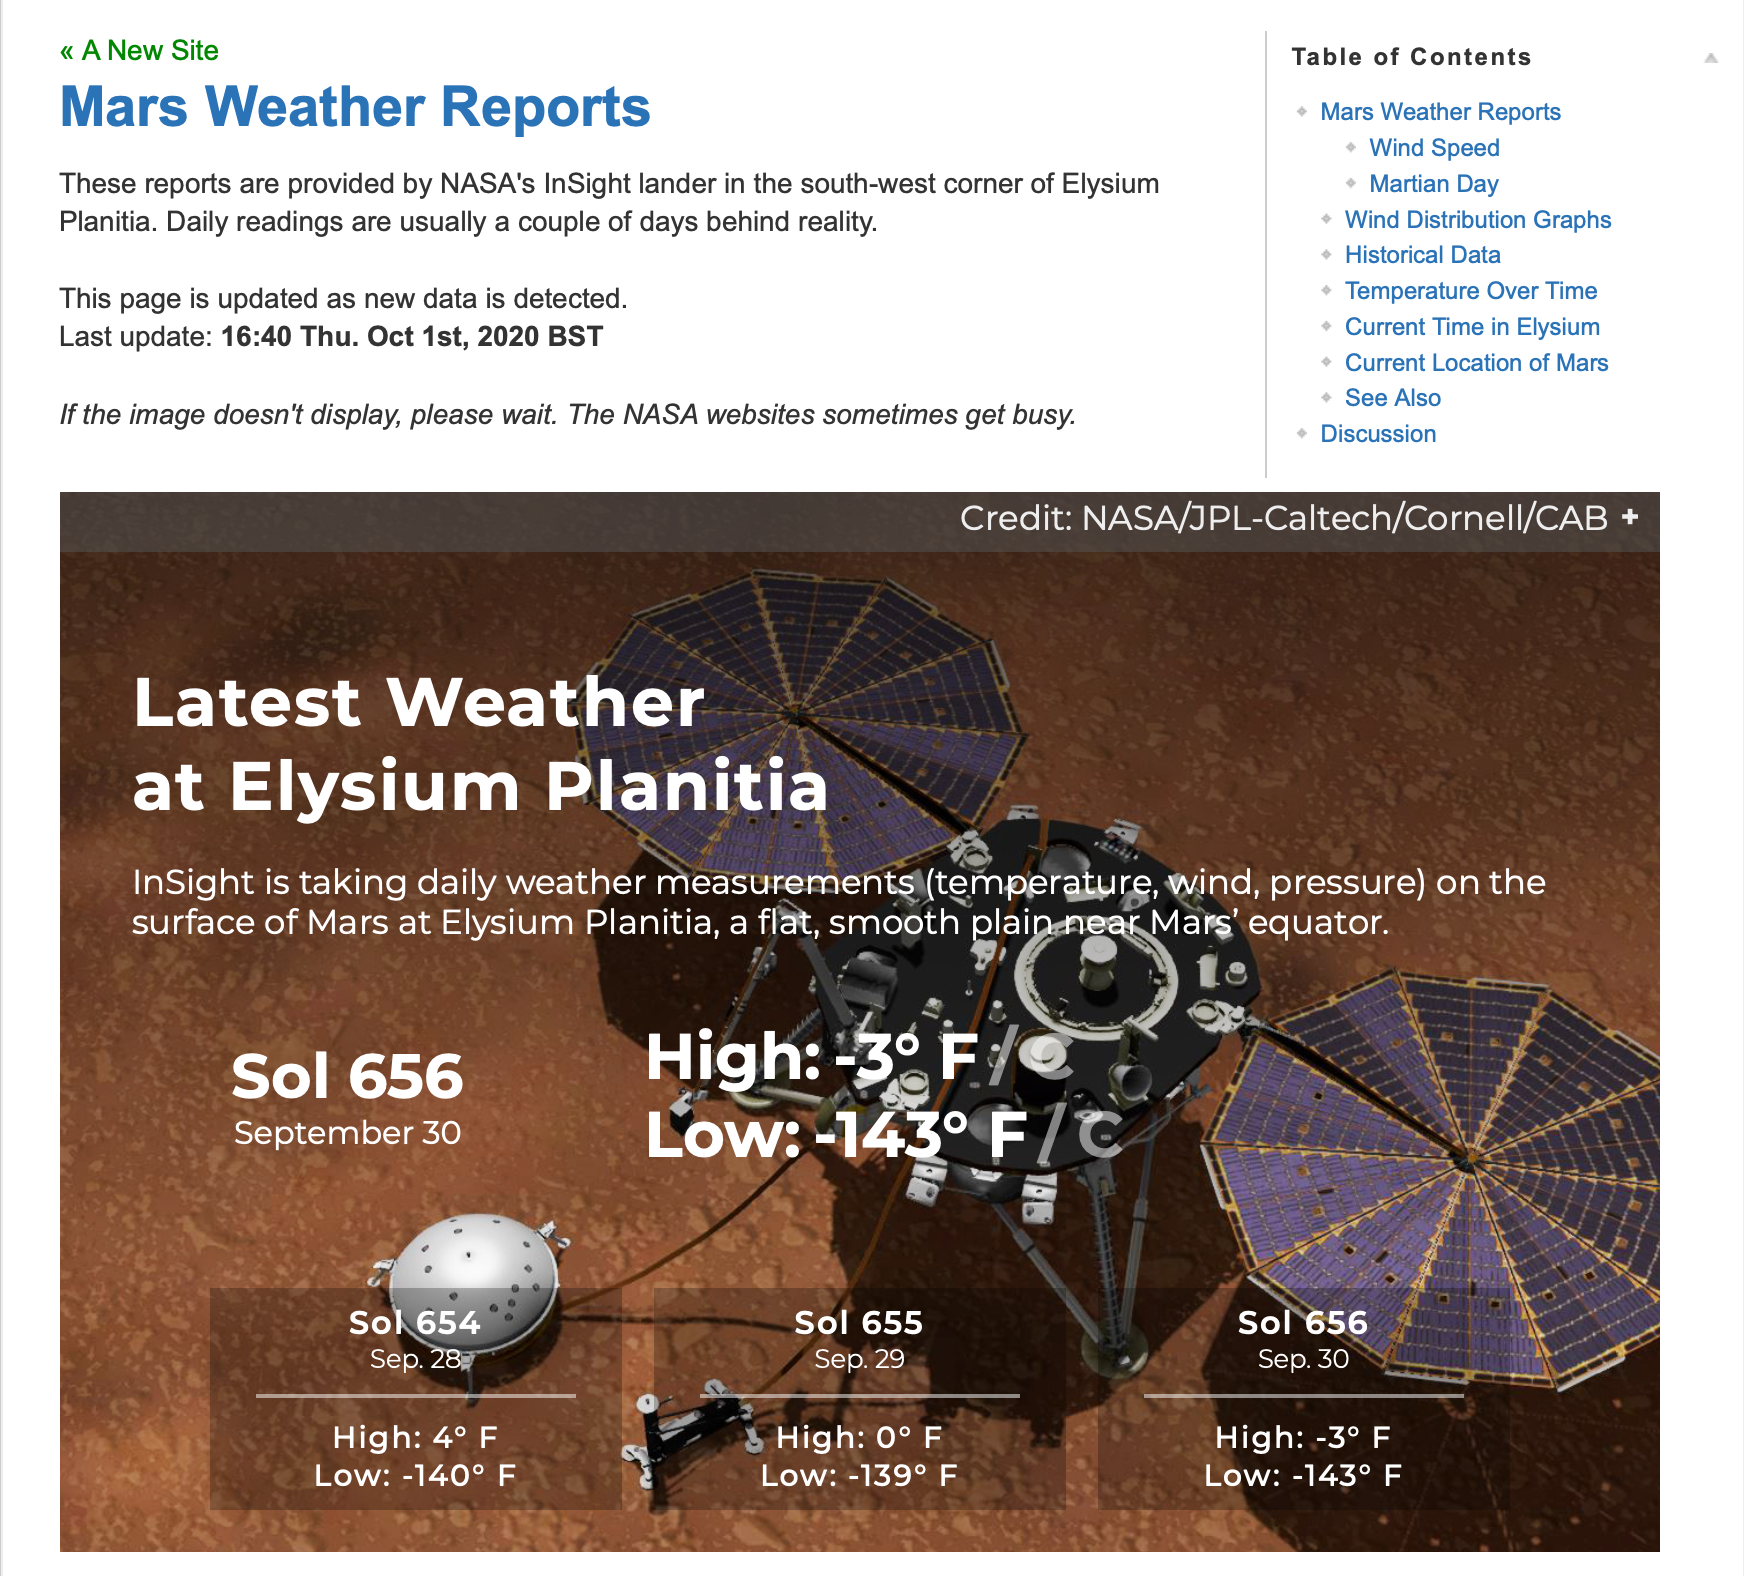 « A New Site
Mars Weather Reports
These reports are provided by NASA's InSight lander in the south-west corner of Elysium
Planitia. Daily readings are usually a couple of days behind reality.
This page is updated as new data is detected.
Last update: 16:40 Thu. Oct 1st, 2020 BST
If the image doesn't display, please wait. The NASA websites sometimes get busy.
Table of Contents
Mars Weather Reports
Wind Speed
Martian Day
Wind Distribution Graphs
Historical Data
Temperature Over Time
Current Time in Elysium
Current Location of Mars
See Also
Discussion
Credit: NASA/JPL-Caltech/Cornell/CAB +
Latest Weather
at Elysium Planitia
InSight is taking daily weather measurements (temperature, wind, pressure) on the
surface of Mars at Elysium Planitia, a flat, smooth plain near Mars’ equator.
Sol 656
September 30
High: -3° F / C
Low: -143° F / C
Sol 654
Sep. 28
High: 4° F
Low: -140° F
Sol 655
Sep. 29
High: 0° F
Low: -139° F
Sol 656
Sep. 30
High: -3° F
Low: -143° F